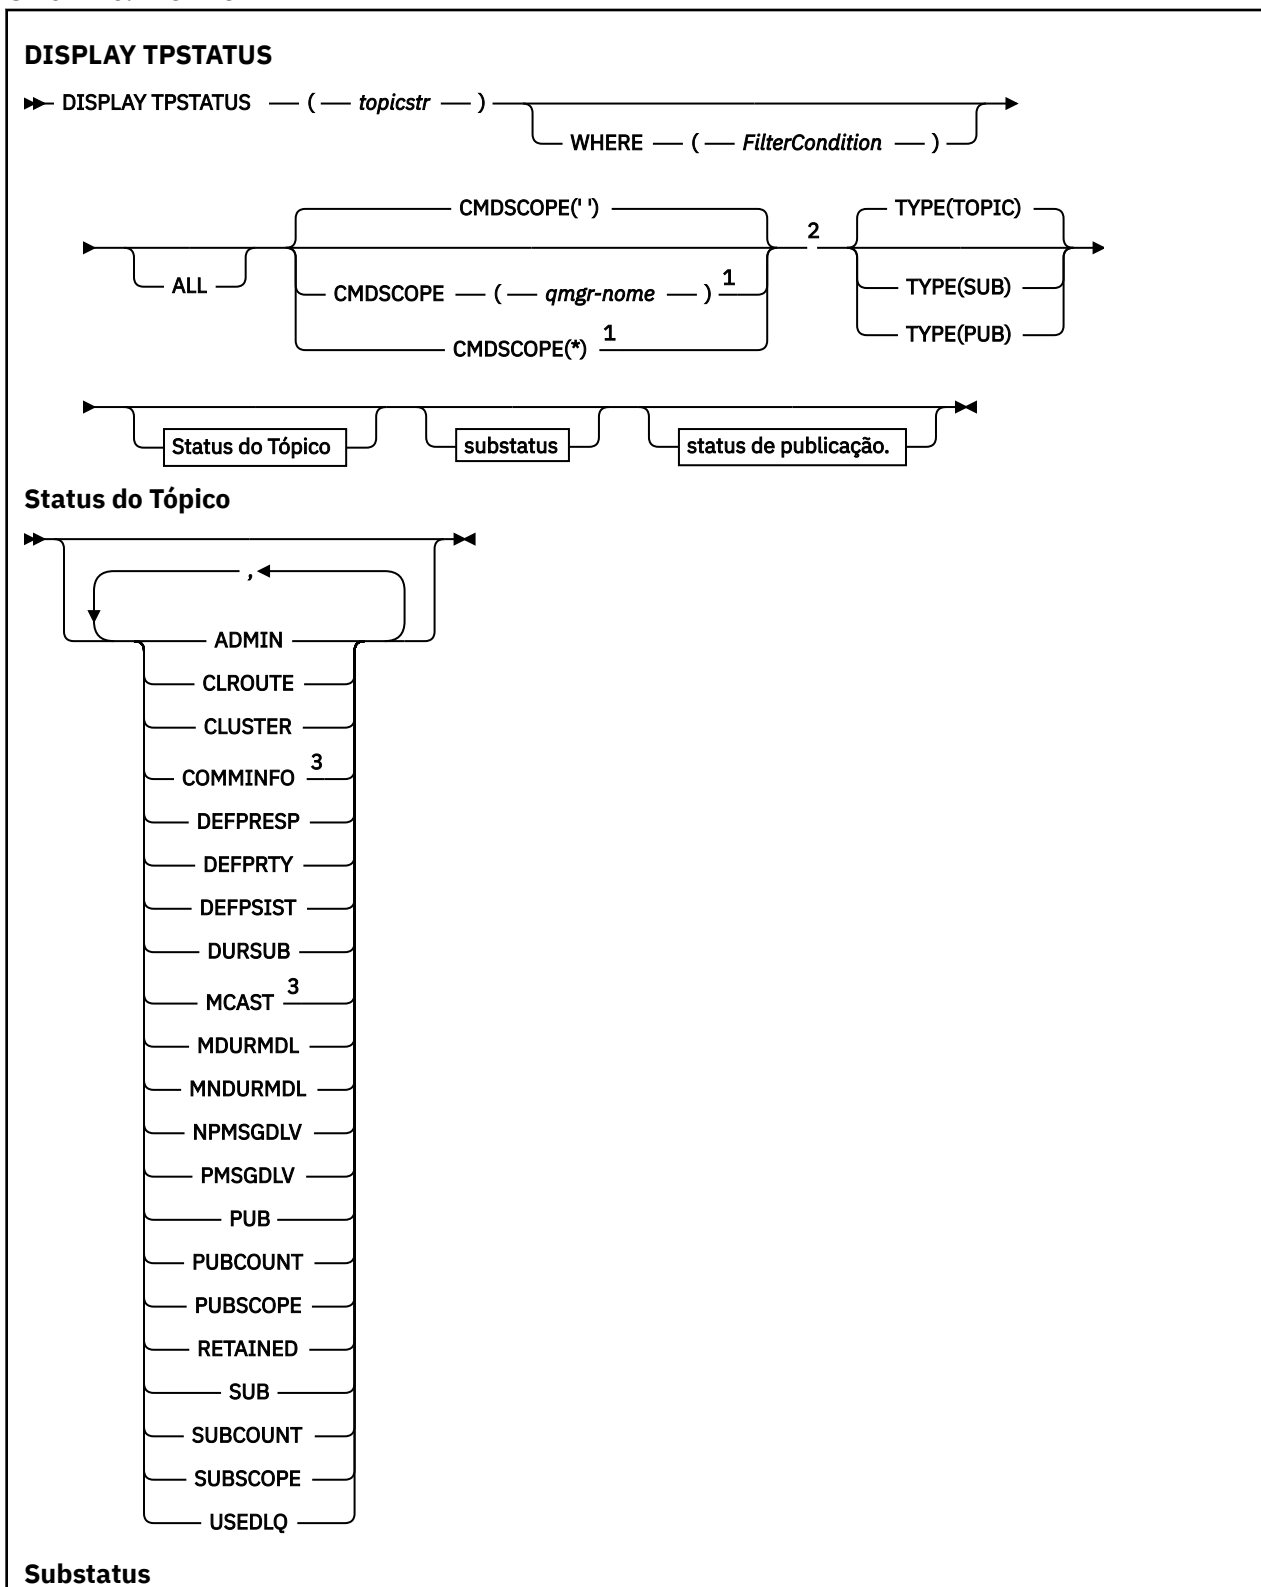 DISPLAY TPSTATUS
DISPLAY TPSTATUS ( topicstr )
WHERE ( FilterCondition )
ALL
CMDSCOPE(' ')
CMDSCOPE ( qmgr-nome ) 1
CMDSCOPE(*) 1
2
TYPE(TOPIC)
TYPE(SUB)
TYPE(PUB)
Status do Tópico
substatus
status de publicação.
Status do Tópico
,
ADMIN
CLROUTE
CLUSTER
COMMINFO 3
DEFPRESP
DEFPRTY
DEFPSIST
DURSUB
MCAST 3
MDURMDL
MNDURMDL
NPMSGDLV
PMSGDLV
PUB
PUBCOUNT
PUBSCOPE
RETAINED
SUB
SUBCOUNT
SUBSCOPE
USEDLQ
Substatus